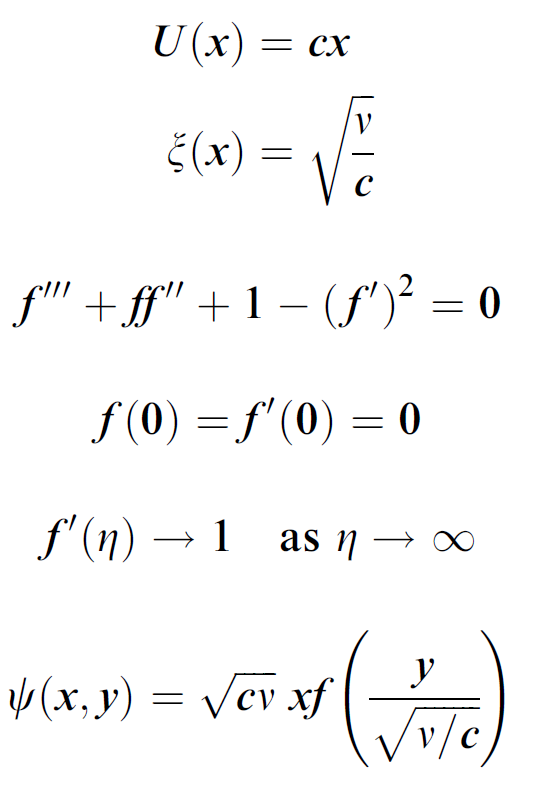 U(x) = cx
ξ(x) = √(ν/c)
f''' + ff'' + 1 − (f')² = 0
f(0) = f'(0) = 0
f'(η) → 1 as η → ∞
ψ(x,y) = √(cν) xf(y/√(ν/c))